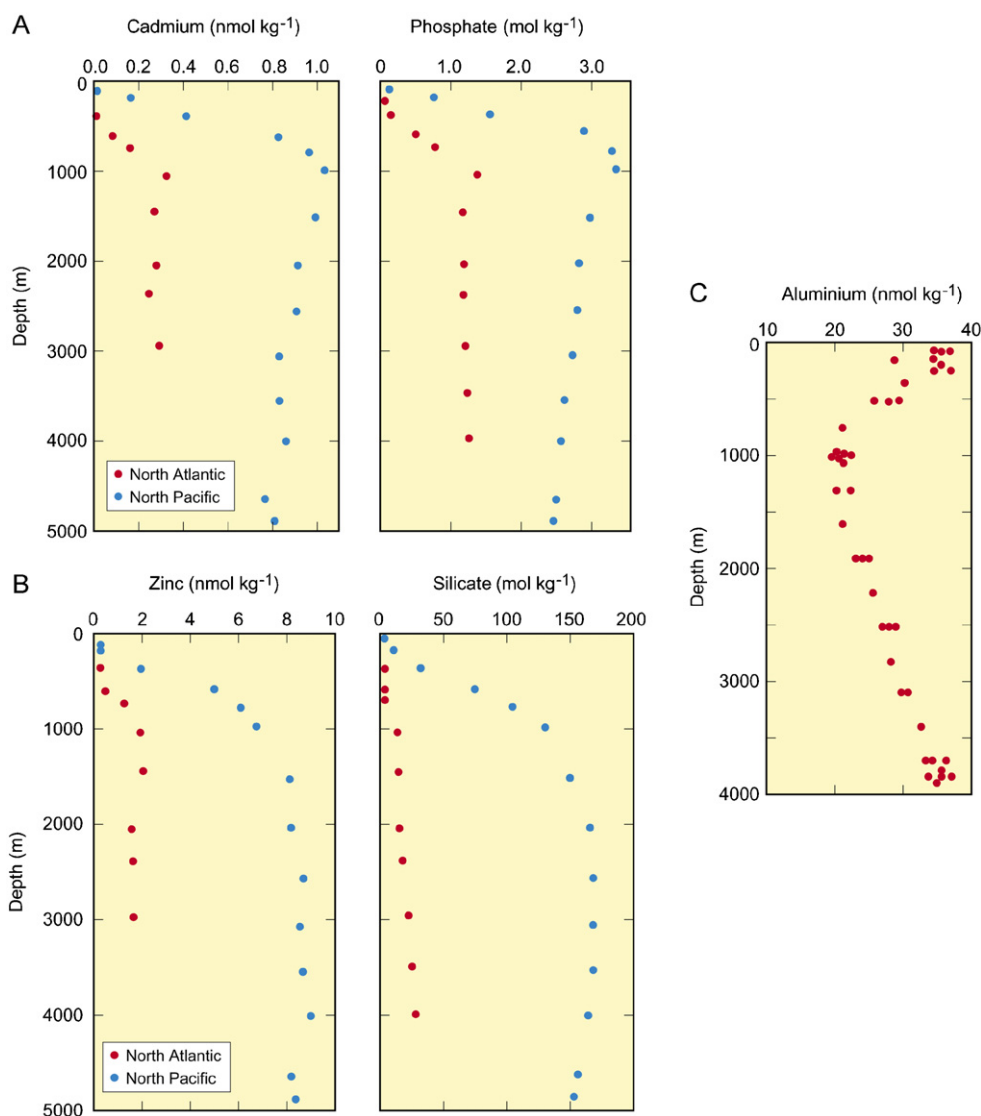 A
Cadmium (nmol kg⁻¹)
0.0 0.2 0.4 0.6 0.8 1.0
Phosphate (mol kg⁻¹)
0 1.0 2.0 3.0
Depth (m)
0
1000
2000
3000
4000
5000
North Atlantic
North Pacific
B
Zinc (nmol kg⁻¹)
0 2 4 6 8 10
Silicate (mol kg⁻¹)
0 50 100 150 200
Depth (m)
0
1000
2000
3000
4000
5000
North Atlantic
North Pacific
C
Aluminium (nmol kg⁻¹)
10 20 30 40
Depth (m)
0
1000
2000
3000
4000